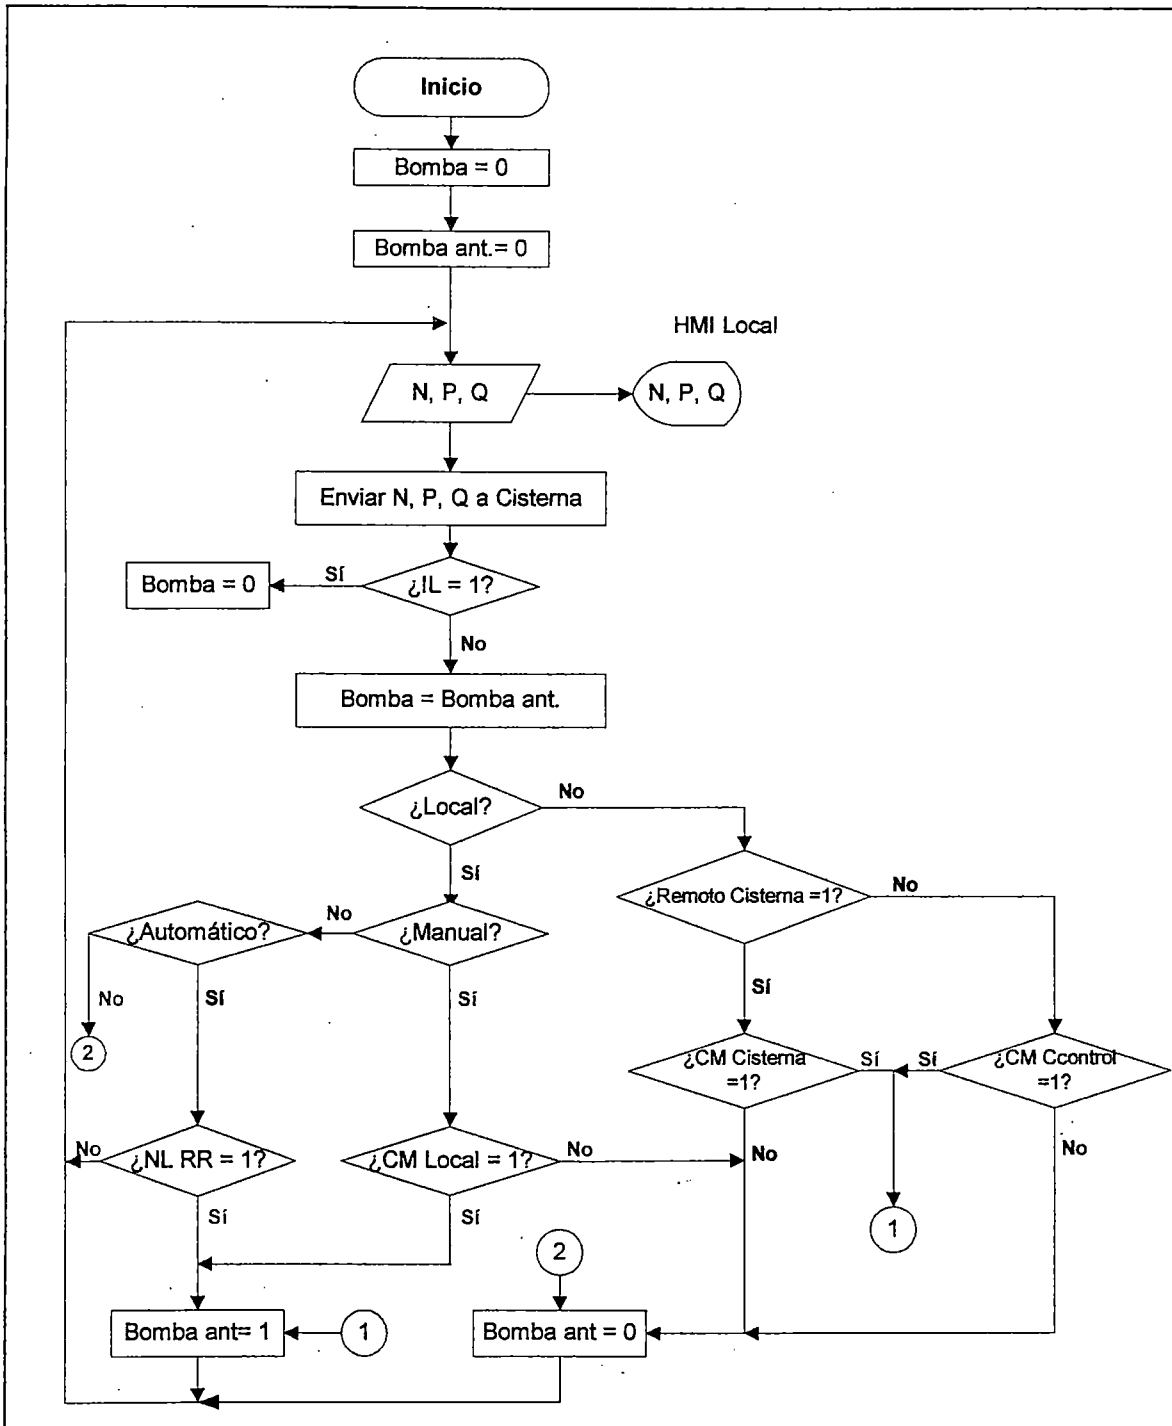 Inicio
Bomba = 0
Bomba ant.= 0
HMI Local
N, P, Q
N, P, Q
Enviar N, P, Q a Cisterna
Bomba = 0
Sí
¿IL = 1?
No
Bomba = Bomba ant.
¿Local?
No
Sí
¿Remoto Cisterna =1?
No
¿Automático?
No
¿Manual?
No
Sí
Sí
Sí
2
¿CM Cisterna
=1?
Sí
Sí
¿CM Ccontrol
=1?
No
¿NL RR = 1?
¿CM Local = 1?
No
No
No
Sí
Sí
1
2
Bomba ant= 1
1
Bomba ant = 0